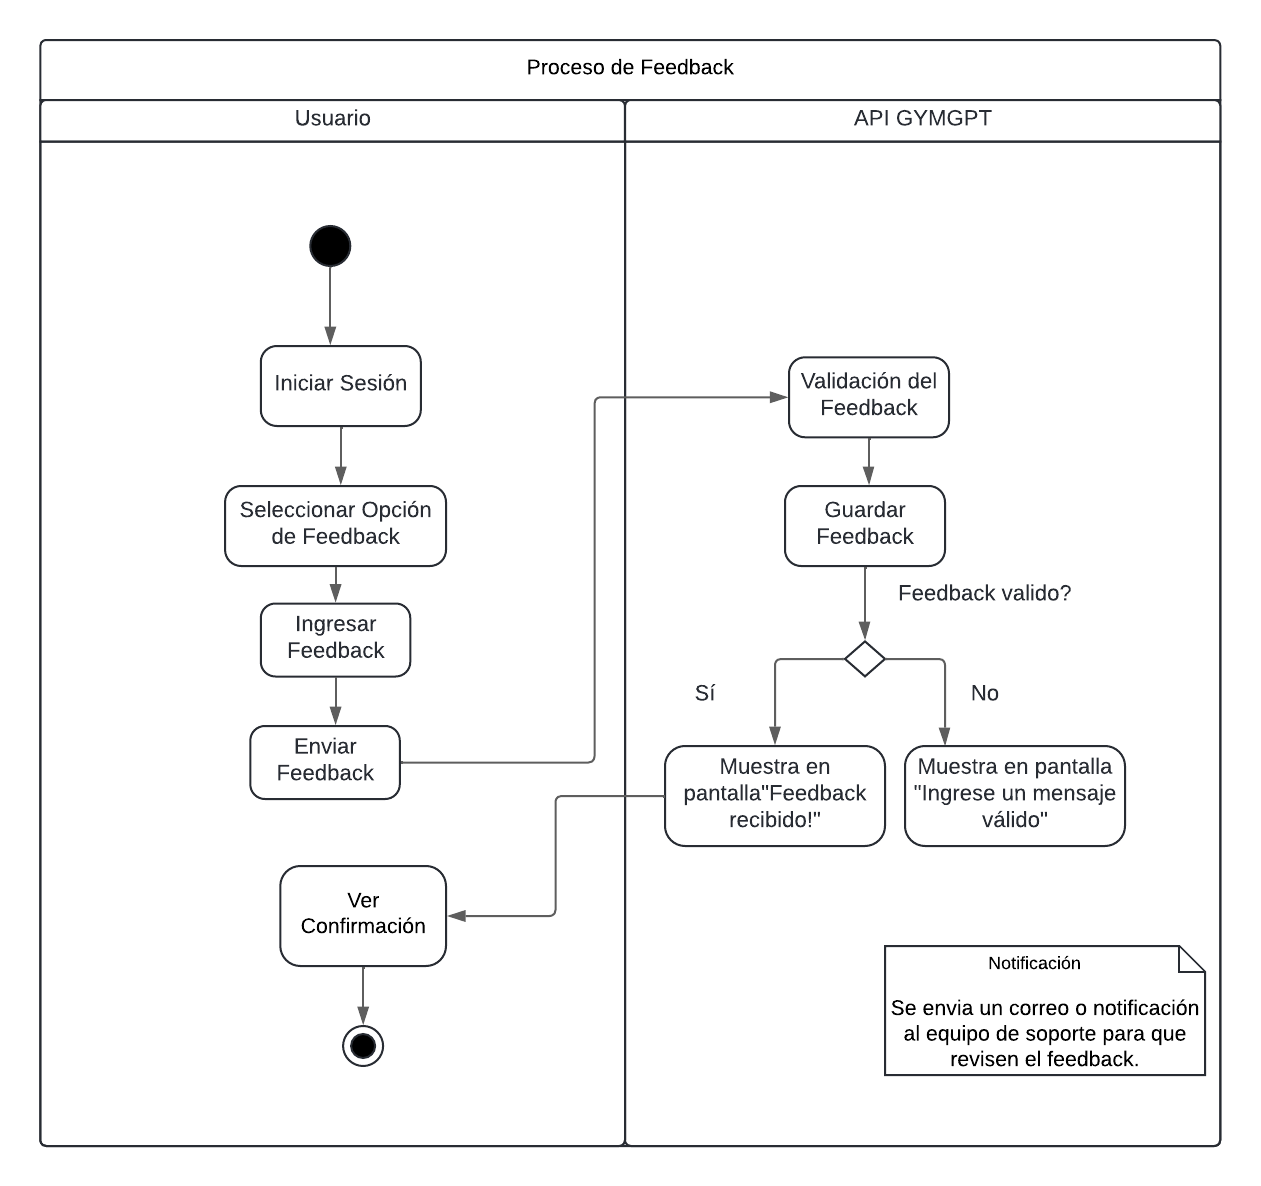 Proceso de Feedback
Usuario
API GYMGPT
Iniciar Sesión
Seleccionar Opción
de Feedback
Ingresar
Feedback
Enviar
Feedback
Ver
Confirmación
Validación del
Feedback
Guardar
Feedback
Feedback valido?
Sí
No
Muestra en
pantalla"Feedback
recibido!"
Muestra en pantalla
"Ingrese un mensaje
válido"
Notificación
Se envia un correo o notificación
al equipo de soporte para que
revisen el feedback.